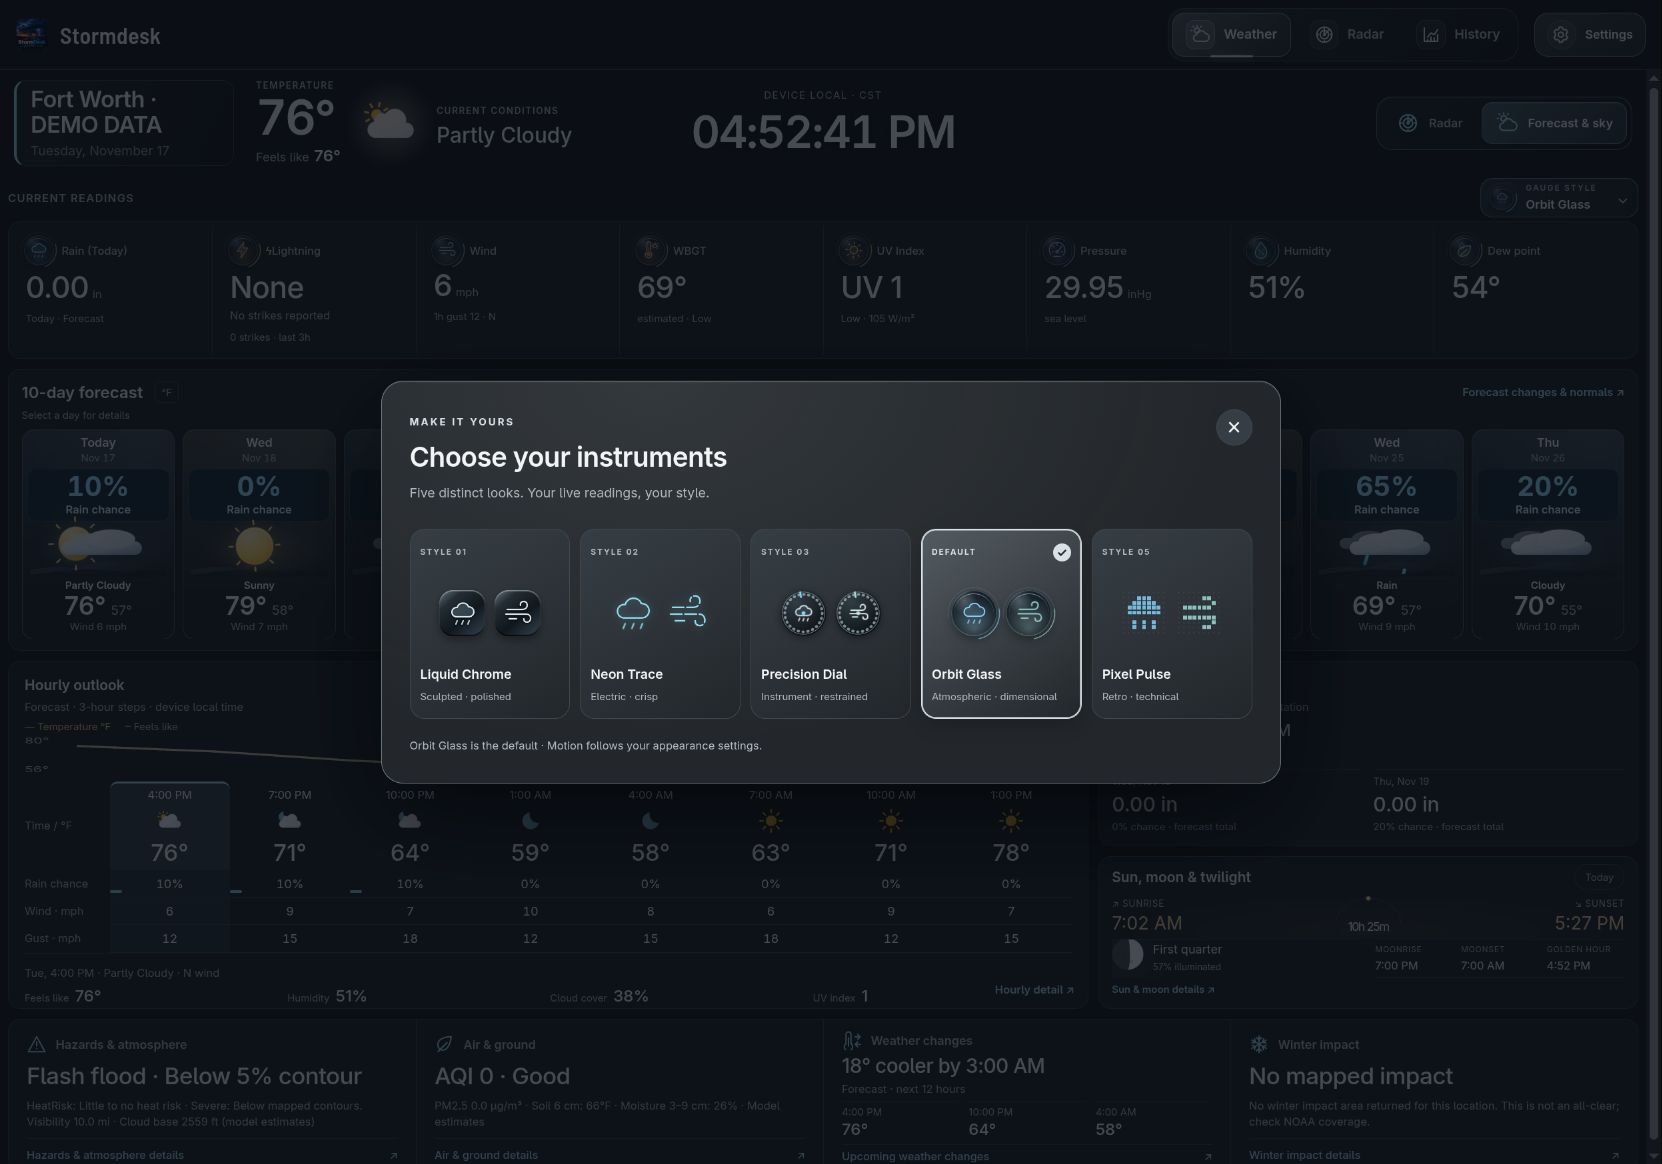 Stormdesk
Weather
Radar
History
Settings
Fort Worth ·
DEMO DATA
Tuesday, November 17
TEMPERATURE
76°
Feels like 76°
CURRENT CONDITIONS
Partly Cloudy
DEVICE LOCAL · CST
04:52:41 PM
Radar
Forecast & sky
CURRENT READINGS
GAUGE STYLE
Orbit Glass
Rain (Today)
0.00 in
Today · Forecast
Lightning
None
No strikes reported
0 strikes · last 3h
Wind
6 mph
1h gust 12 · N
WBGT
69°
estimated · Low
UV Index
UV 1
Low · 105 W/m²
Pressure
29.95 inHg
sea level
Humidity
51%
Dew point
54°
10-day forecast
°F
Select a day for details
Forecast changes & normals ↗
Today
Nov 17
10%
Rain chance
Partly Cloudy
76° 57°
Wind 6 mph
Wed
Nov 18
0%
Rain chance
Sunny
79° 58°
Wind 7 mph
Wed
Nov 25
65%
Rain chance
Rain
69° 57°
Wind 9 mph
Thu
Nov 26
20%
Rain chance
Cloudy
70° 55°
Wind 10 mph
MAKE IT YOURS
Choose your instruments
Five distinct looks. Your live readings, your style.
STYLE 01
Liquid Chrome
Sculpted · polished
STYLE 02
Neon Trace
Electric · crisp
STYLE 03
Precision Dial
Instrument · restrained
DEFAULT
Orbit Glass
Atmospheric · dimensional
STYLE 05
Pixel Pulse
Retro · technical
Orbit Glass is the default · Motion follows your appearance settings.
Hourly outlook
Forecast · 3-hour steps · device local time
— Temperature °F – Feels like
80°
56°
4:00 PM 7:00 PM 10:00 PM 1:00 AM 4:00 AM 7:00 AM 10:00 AM 1:00 PM
Time / °F 76° 71° 64° 59° 58° 63° 71° 78°
Rain chance 10% 10% 10% 0% 0% 0% 0% 0%
Wind · mph 6 9 7 10 8 6 9 7
Gust · mph 12 15 18 12 15 18 12 15
Tue, 4:00 PM · Partly Cloudy · N wind
Feels like 76° Humidity 51% Cloud cover 38% UV index 1
Hourly detail ↗
0.00 in
0% chance · forecast total
Thu, Nov 19
0.00 in
20% chance · forecast total
Sun, moon & twilight
Today
↗ SUNRISE
7:02 AM
10h 25m
↘ SUNSET
5:27 PM
First quarter
57% illuminated
MOONRISE
7:00 PM
MOONSET
7:00 AM
GOLDEN HOUR
4:52 PM
Sun & moon details ↗
Hazards & atmosphere
Flash flood · Below 5% contour
HeatRisk: Little to no heat risk · Severe: Below mapped contours.
Visibility 10.0 mi · Cloud base 2559 ft (model estimates)
Hazards & atmosphere details ↗
Air & ground
AQI 0 · Good
PM2.5 0.0 µg/m³ · Soil 6 cm: 66°F · Moisture 3–9 cm: 26% · Model
estimates
Air & ground details ↗
Weather changes
18° cooler by 3:00 AM
Forecast · next 12 hours
4:00 PM 10:00 PM 4:00 AM
76° 64° 58°
Upcoming weather changes ↗
Winter impact
No mapped impact
No winter impact area returned for this location. This is not an all-clear;
check NOAA coverage.
Winter impact details ↗